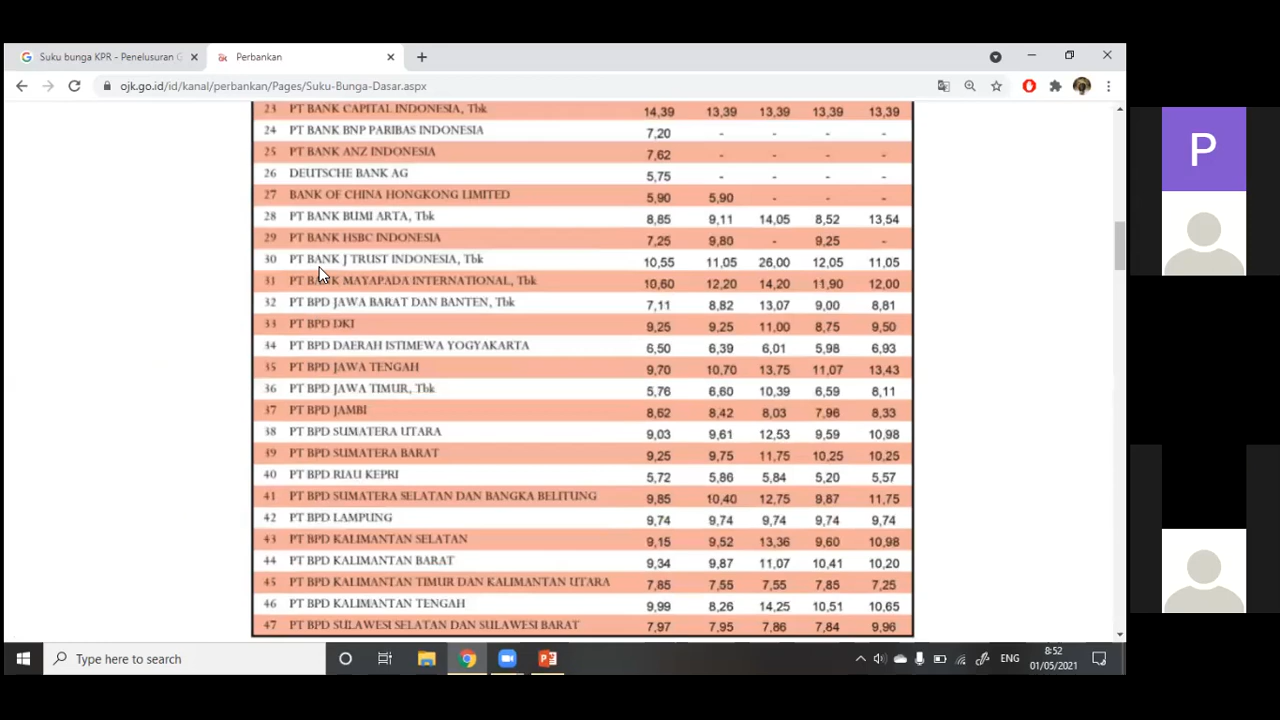 Suku bunga KPR - Penelusuran G
Perbankan
ojk.go.id/id/kanal/perbankan/Pages/Suku-Bunga-Dasar.aspx
23 PT BANK CAPITAL INDONESIA, Tbk 14,39 13,39 13,39 13,39 13,39
24 PT BANK BNP PARIBAS INDONESIA 7,20 - - - -
25 PT BANK ANZ INDONESIA 7,62 - - - -
26 DEUTSCHE BANK AG 5,75 - - - -
27 BANK OF CHINA HONGKONG LIMITED 5,90 5,90 - - -
28 PT BANK BUMI ARTA, Tbk 8,85 9,11 14,05 8,52 13,54
29 PT BANK HSBC INDONESIA 7,25 9,80 - 9,25 -
30 PT BANK J TRUST INDONESIA, Tbk 10,55 11,05 26,00 12,05 11,05
31 PT BANK MAYAPADA INTERNATIONAL, Tbk 10,60 12,20 14,20 11,90 12,00
32 PT BPD JAWA BARAT DAN BANTEN, Tbk 7,11 8,82 13,07 9,00 8,81
33 PT BPD DKI 9,25 9,25 11,00 8,75 9,50
34 PT BPD DAERAH ISTIMEWA YOGYAKARTA 6,50 6,39 6,01 5,98 6,93
35 PT BPD JAWA TENGAH 9,70 10,70 13,75 11,07 13,43
36 PT BPD JAWA TIMUR, Tbk 5,76 6,60 10,39 6,59 8,11
37 PT BPD JAMBI 8,62 8,42 8,03 7,96 8,33
38 PT BPD SUMATERA UTARA 9,03 9,61 12,53 9,59 10,98
39 PT BPD SUMATERA BARAT 9,25 9,75 11,75 10,25 10,25
40 PT BPD RIAU KEPRI 5,72 5,86 5,84 5,20 5,57
41 PT BPD SUMATERA SELATAN DAN BANGKA BELITUNG 9,85 10,40 12,75 9,87 11,75
42 PT BPD LAMPUNG 9,74 9,74 9,74 9,74 9,74
43 PT BPD KALIMANTAN SELATAN 9,15 9,52 13,36 9,60 10,98
44 PT BPD KALIMANTAN BARAT 9,34 9,87 11,07 10,41 10,20
45 PT BPD KALIMANTAN TIMUR DAN KALIMANTAN UTARA 7,85 7,55 7,55 7,85 7,25
46 PT BPD KALIMANTAN TENGAH 9,99 8,26 14,25 10,51 10,65
47 PT BPD SULAWESI SELATAN DAN SULAWESI BARAT 7,97 7,95 7,86 7,84 9,96
P
Type here to search
ENG
8:52
01/05/2021